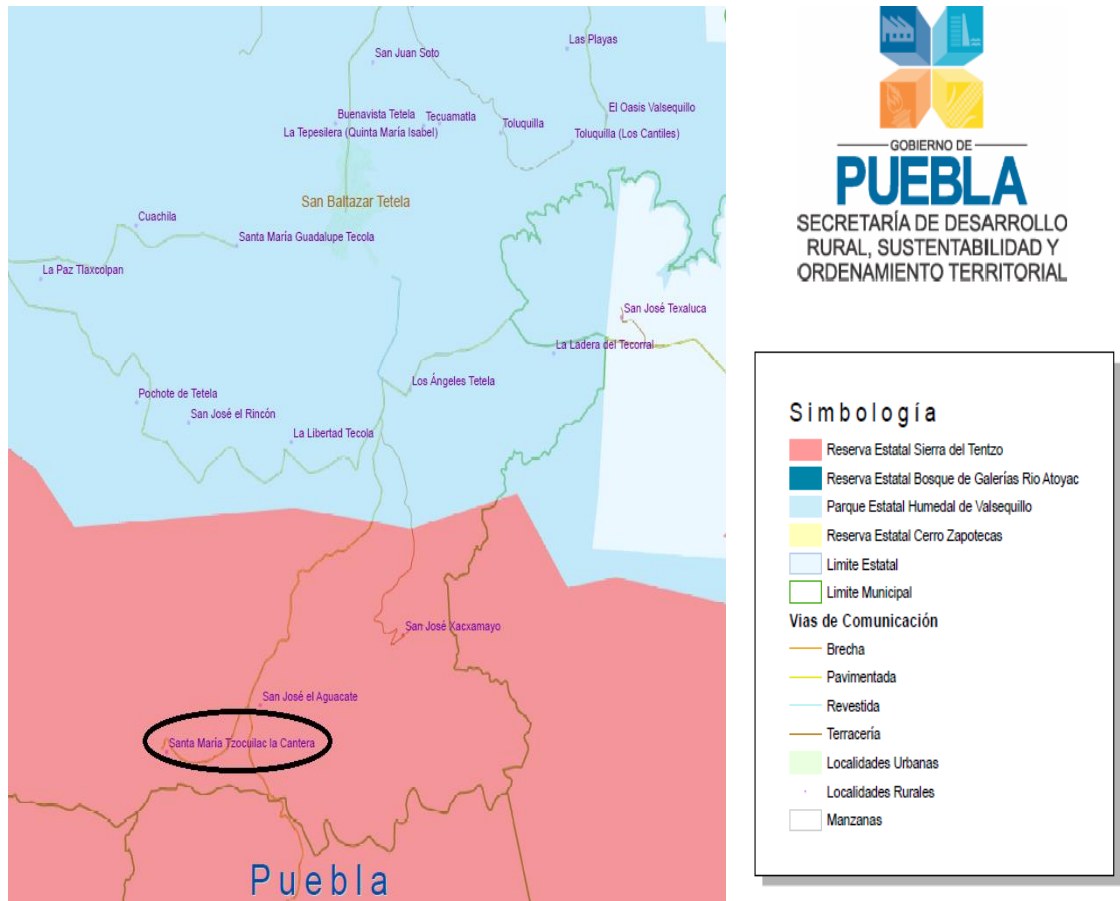 San Juan Soto
Las Playas
Buenavista Tetela
Tecuamatla
El Oasis Valsequillo
La Tepesilera (Quinta María Isabel)
Toluquilla
Toluquilla (Los Cantiles)
San Baltazar Tetela
Cuachila
Santa María Guadalupe Tecola
La Paz Tlaxcolpan
San José Texaluca
La Ladera del Tecorral
Los Ángeles Tetela
Pochote de Tetela
San José el Rincón
La Libertad Tecola
San José Xacxamayo
San José el Aguacate
Santa María Tzocuilac la Cantera
Puebla
GOBIERNO DE
PUEBLA
SECRETARÍA DE DESARROLLO
RURAL, SUSTENTABILIDAD Y
ORDENAMIENTO TERRITORIAL
Simbología
Reserva Estatal Sierra del Tentzo
Reserva Estatal Bosque de Galerías Rio Atoyac
Parque Estatal Humedal de Valsequillo
Reserva Estatal Cerro Zapotecas
Limite Estatal
Limite Municipal
Vias de Comunicación
Brecha
Pavimentada
Revestida
Terracería
Localidades Urbanas
Localidades Rurales
Manzanas